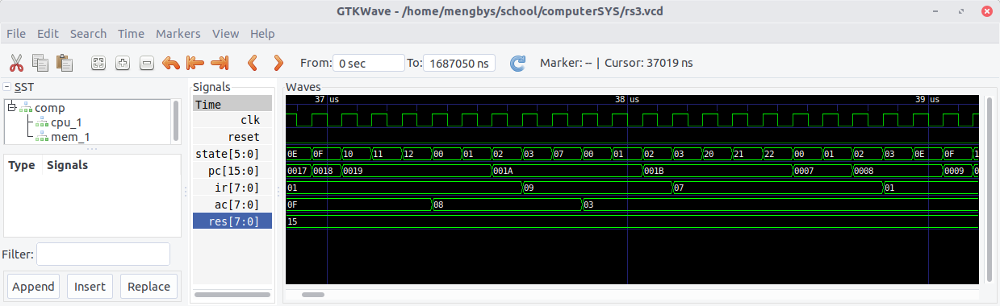 GTKWave - /home/mengbys/school/computerSYS/rs3.vcd
File Edit Search Time Markers View Help
From: 0 sec To: 1687050 ns Marker: -- | Cursor: 37019 ns
SST
comp
cpu_1
mem_1
Type Signals
Filter:
Append Insert Replace
Signals
Time
clk
reset
state[5:0]
pc[15:0]
ir[7:0]
ac[7:0]
res[7:0]
Waves
37 us 38 us 39 us
0E 0F 10 11 12 00 01 02 03 07 00 01 02 03 20 21 22 00 01 02 03 0E 0F 1
0017 0018 0019 001A 001B 0007 0008 0009 0
01 09 07 01
0F 08 03
15